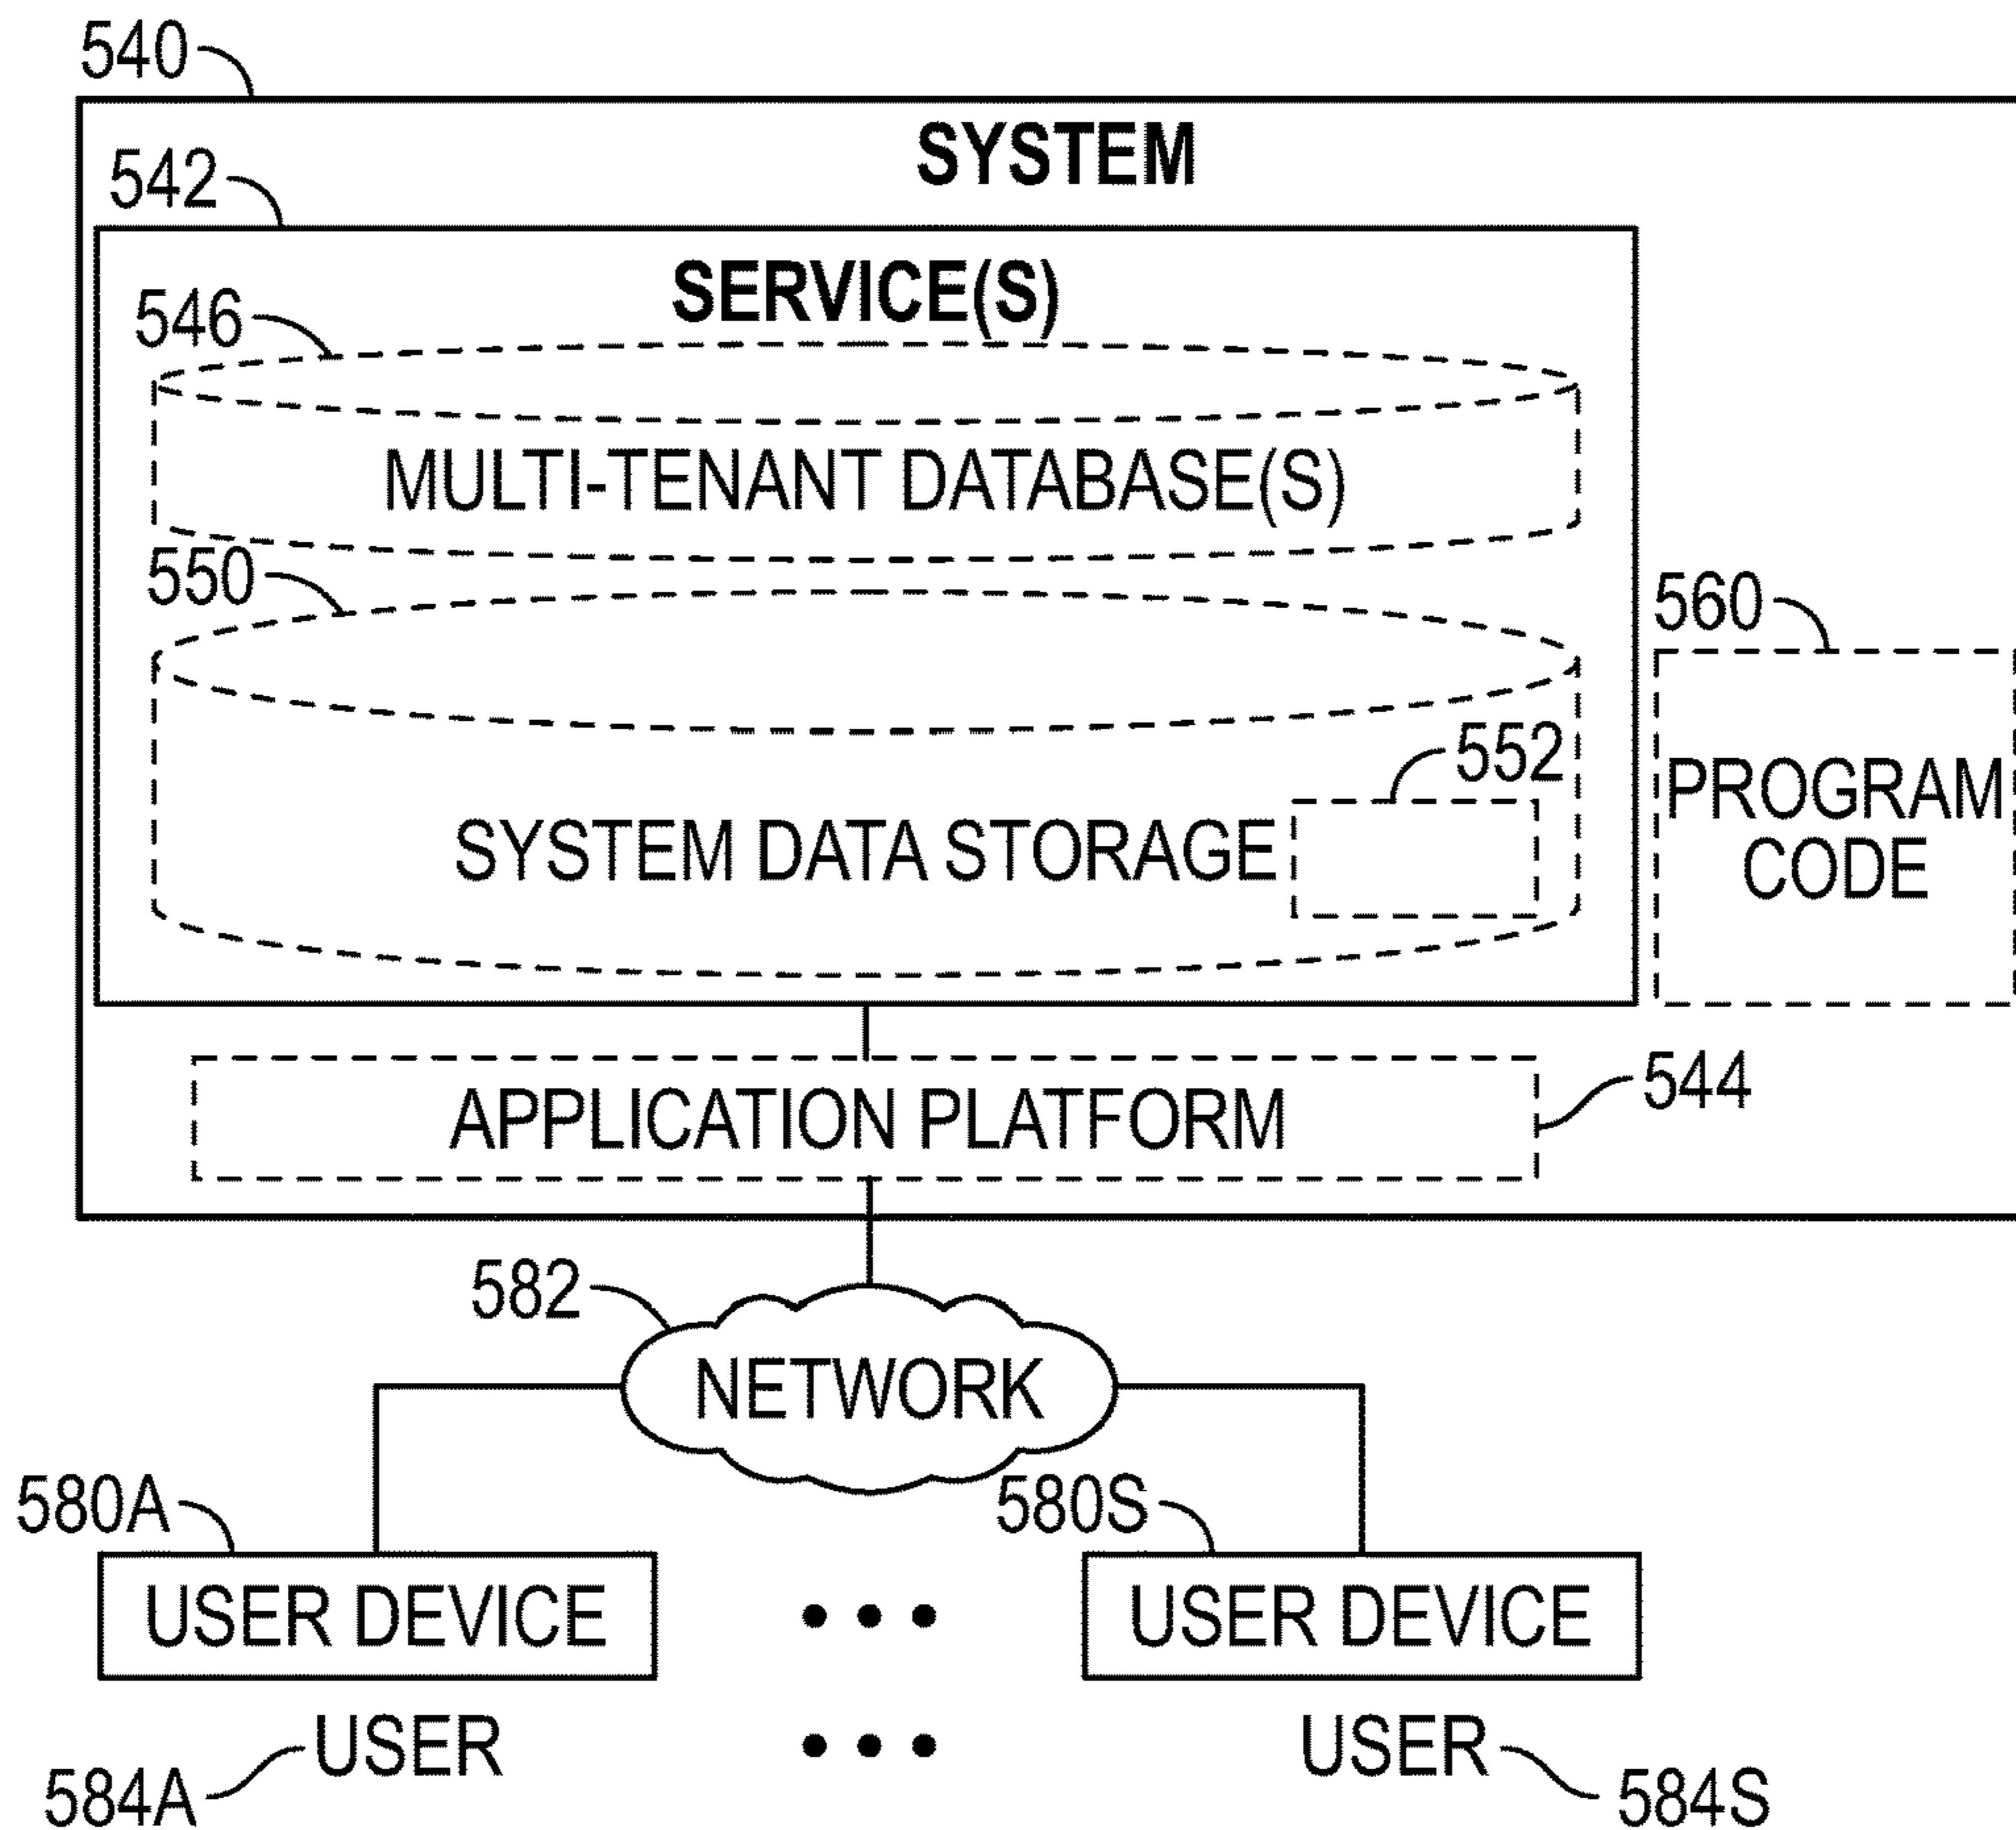 540
SYSTEM
542
SERVICE(S)
546
MULTI-TENANT DATABASE(S)
550
560
552
PROGRAM
CODE
SYSTEM DATA STORAGE
544
APPLICATION PLATFORM
582
NETWORK
580A
580S
USER DEVICE
USER DEVICE
USER
USER
584A
584S